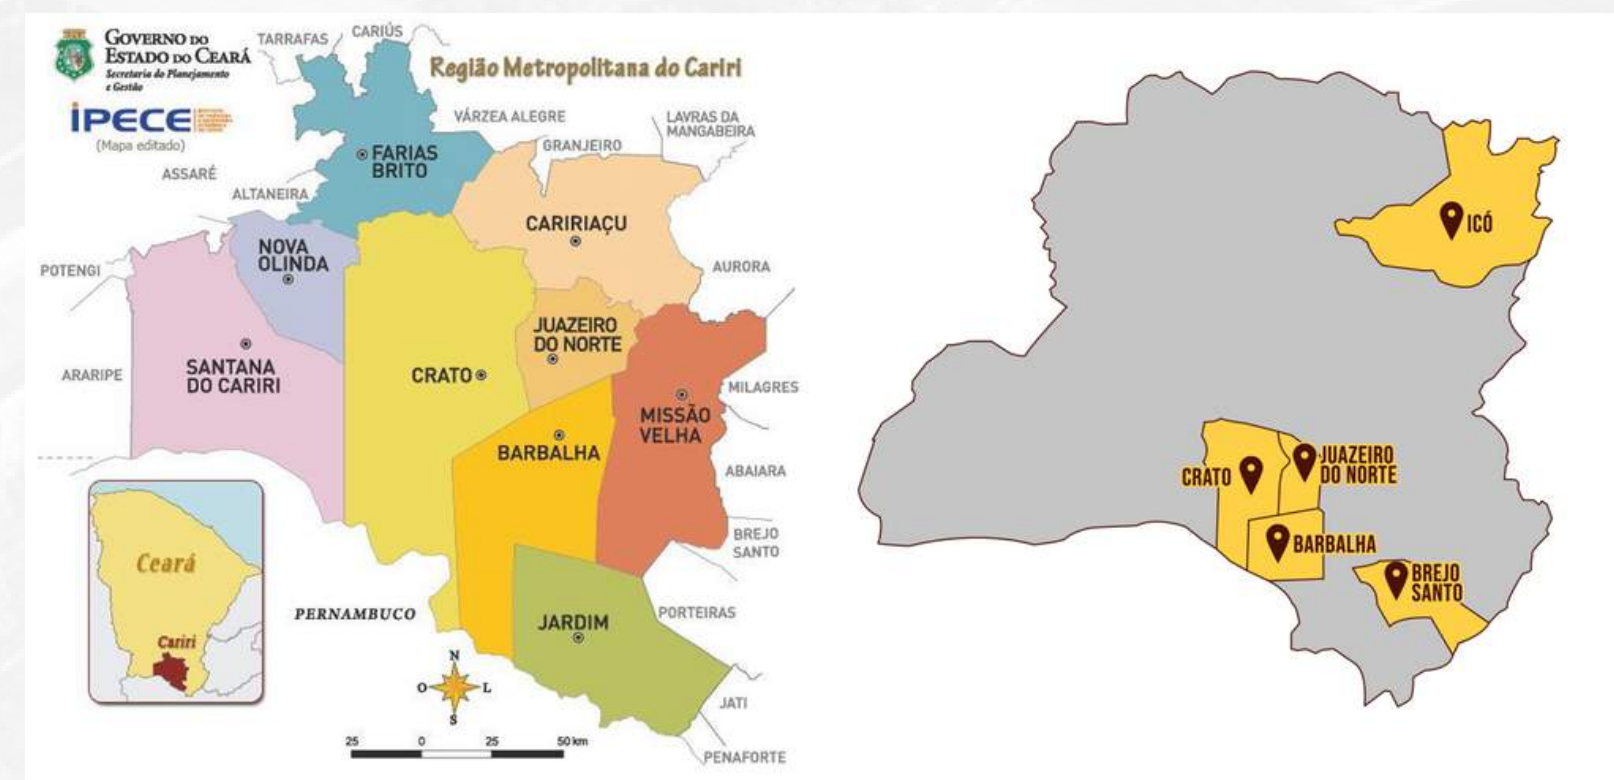 GOVERNO DO
ESTADO DO CEARÁ
Secretaria do Planejamento
e Gestão
IPECE
(Mapa editado)
Região Metropolitana do Cariri
TARRAFAS
CARIÚS
VÁRZEA ALEGRE
LAVRAS DA
MANGABEIRA
GRANJEIRO
FARIAS
BRITO
ASSARÉ
ALTANEIRA
CARIRIAÇU
NOVA
OLINDA
POTENGI
AURORA
JUAZEIRO
DO NORTE
SANTANA
DO CARIRI
ARARIPE
CRATO
MILAGRES
MISSÃO
VELHA
BARBALHA
ABAIARA
BREJO
SANTO
Ceará
Cariri
PERNAMBUCO
JARDIM
PORTEIRAS
N
O
L
S
JATI
PENAFORTE
25 0 25 50 km
ICÓ
CRATO
JUAZEIRO
DO NORTE
BARBALHA
BREJO
SANTO